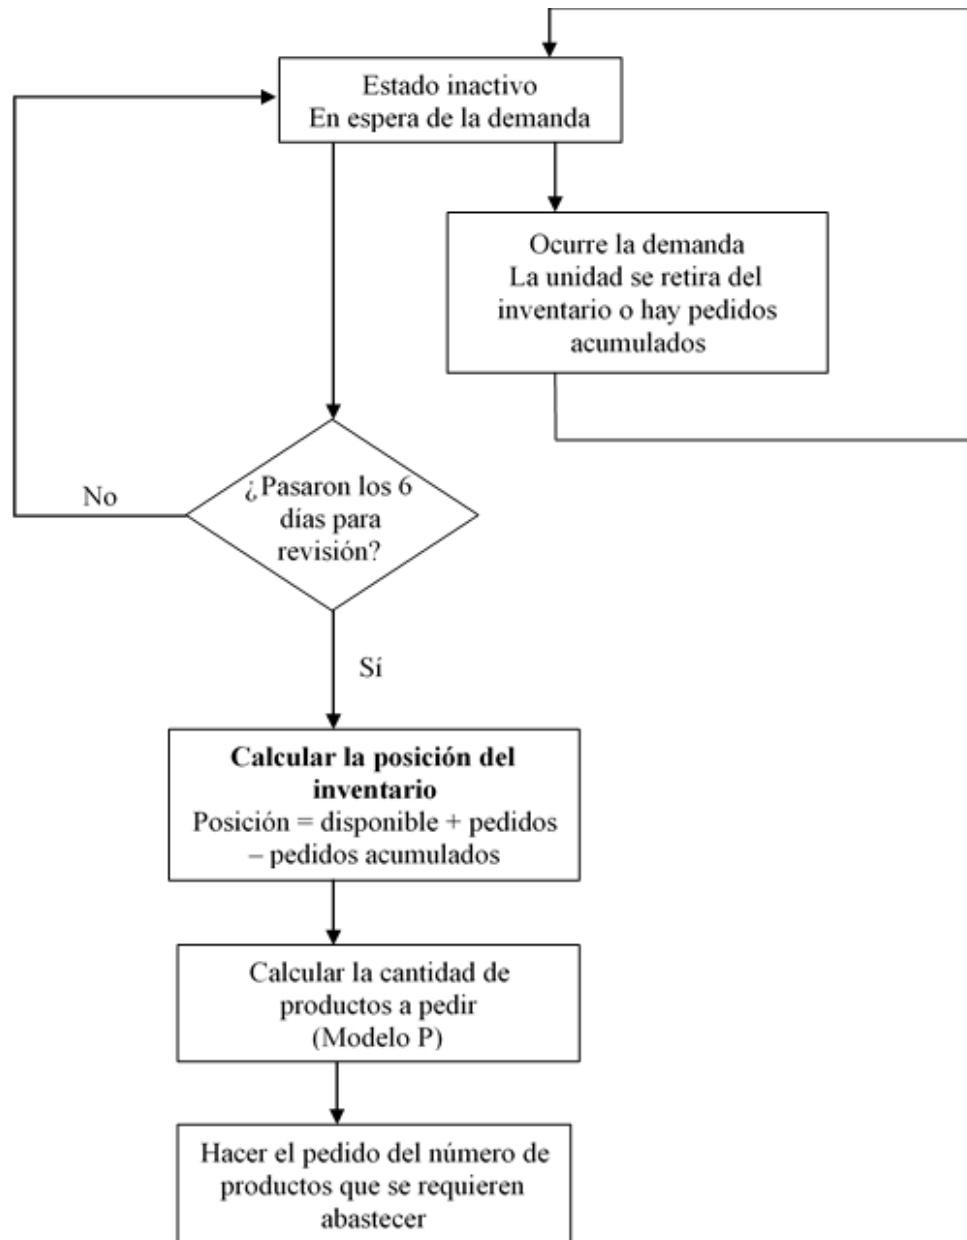 Estado inactivo
En espera de la demanda
Ocurre la demanda
La unidad se retira del
inventario o hay pedidos
acumulados
¿Pasaron los 6
días para
revisión?
No
Sí
Calcular la posición del
inventario
Posición = disponible + pedidos
– pedidos acumulados
Calcular la cantidad de
productos a pedir
(Modelo P)
Hacer el pedido del número de
productos que se requieren
abastecer